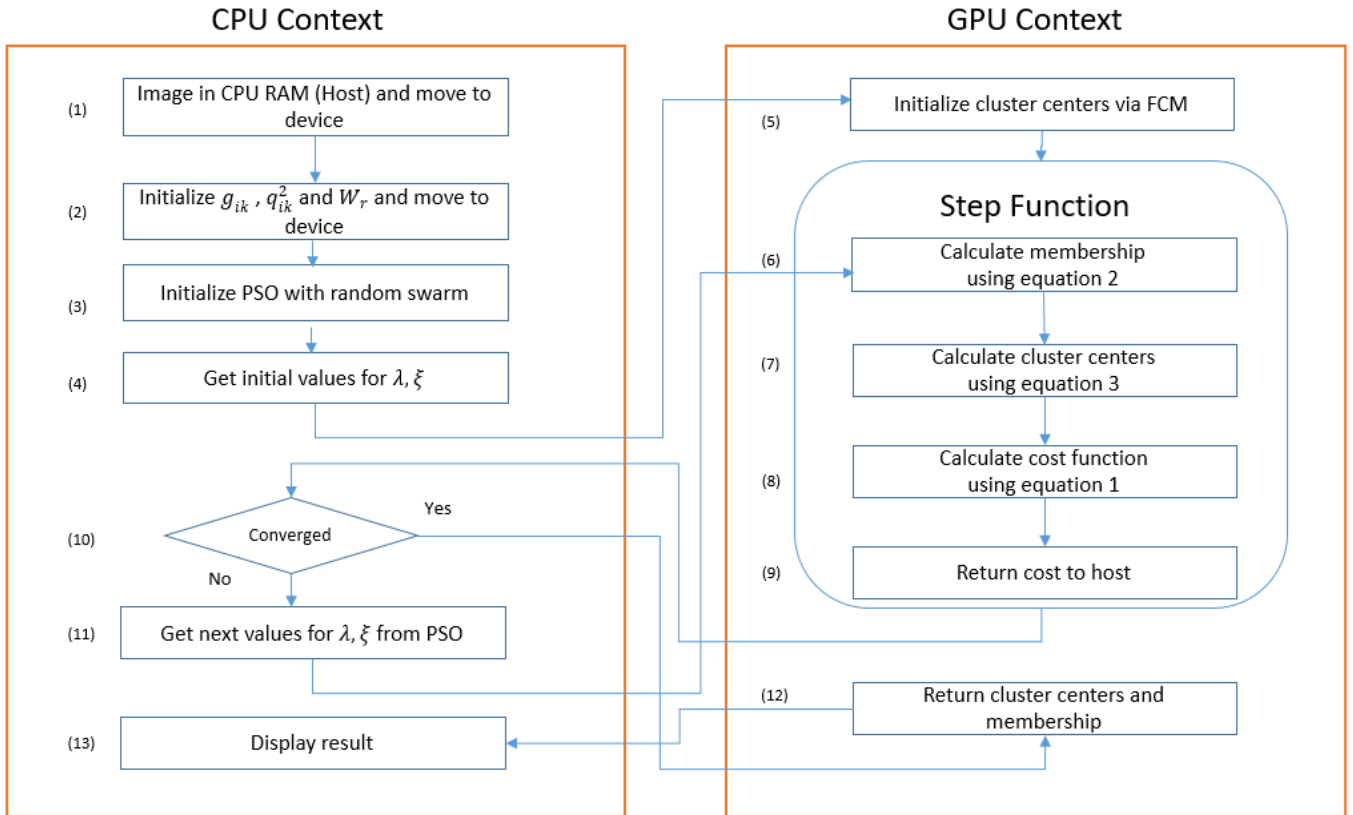 CPU Context
(1)
Image in CPU RAM (Host) and move to
device
(2)
Initialize $g_{ik}$ , $q_{ik}^2$ and $W_r$ and move to
device
(3)
Initialize PSO with random swarm
(4)
Get initial values for λ, ξ
(10)
Converged
Yes
No
(11)
Get next values for λ, ξ from PSO
(13)
Display result
GPU Context
(5)
Initialize cluster centers via FCM
Step Function
(6)
Calculate membership
using equation 2
(7)
Calculate cluster centers
using equation 3
(8)
Calculate cost function
using equation 1
(9)
Return cost to host
(12)
Return cluster centers and
membership